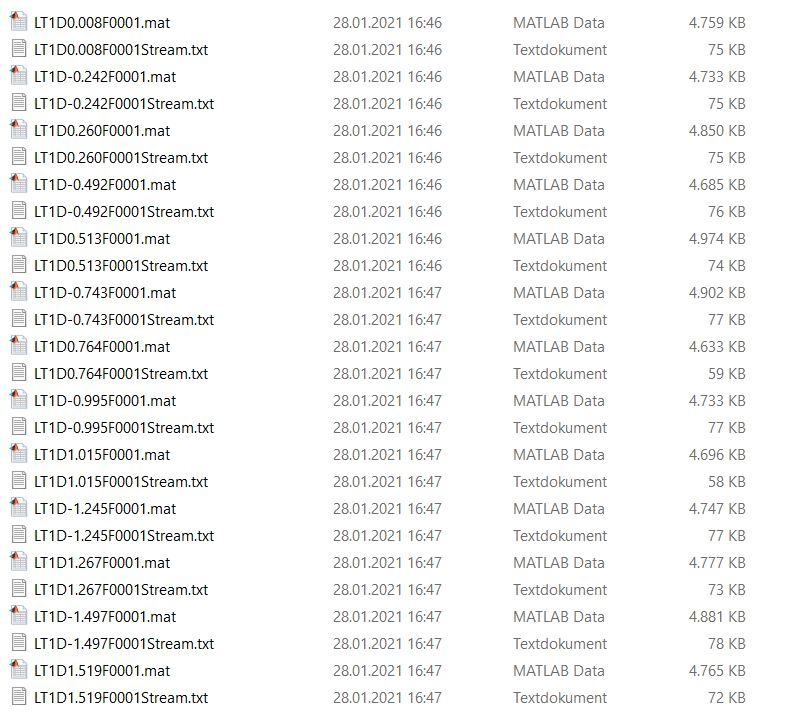 LT1D0.008F0001.mat 28.01.2021 16:46 MATLAB Data 4.759 KB
LT1D0.008F0001Stream.txt 28.01.2021 16:46 Textdokument 75 KB
LT1D-0.242F0001.mat 28.01.2021 16:46 MATLAB Data 4.733 KB
LT1D-0.242F0001Stream.txt 28.01.2021 16:46 Textdokument 75 KB
LT1D0.260F0001.mat 28.01.2021 16:46 MATLAB Data 4.850 KB
LT1D0.260F0001Stream.txt 28.01.2021 16:46 Textdokument 75 KB
LT1D-0.492F0001.mat 28.01.2021 16:46 MATLAB Data 4.685 KB
LT1D-0.492F0001Stream.txt 28.01.2021 16:46 Textdokument 76 KB
LT1D0.513F0001.mat 28.01.2021 16:46 MATLAB Data 4.974 KB
LT1D0.513F0001Stream.txt 28.01.2021 16:46 Textdokument 74 KB
LT1D-0.743F0001.mat 28.01.2021 16:47 MATLAB Data 4.902 KB
LT1D-0.743F0001Stream.txt 28.01.2021 16:47 Textdokument 77 KB
LT1D0.764F0001.mat 28.01.2021 16:47 MATLAB Data 4.633 KB
LT1D0.764F0001Stream.txt 28.01.2021 16:47 Textdokument 59 KB
LT1D-0.995F0001.mat 28.01.2021 16:47 MATLAB Data 4.733 KB
LT1D-0.995F0001Stream.txt 28.01.2021 16:47 Textdokument 77 KB
LT1D1.015F0001.mat 28.01.2021 16:47 MATLAB Data 4.696 KB
LT1D1.015F0001Stream.txt 28.01.2021 16:47 Textdokument 58 KB
LT1D-1.245F0001.mat 28.01.2021 16:47 MATLAB Data 4.747 KB
LT1D-1.245F0001Stream.txt 28.01.2021 16:47 Textdokument 77 KB
LT1D1.267F0001.mat 28.01.2021 16:47 MATLAB Data 4.777 KB
LT1D1.267F0001Stream.txt 28.01.2021 16:47 Textdokument 73 KB
LT1D-1.497F0001.mat 28.01.2021 16:47 MATLAB Data 4.881 KB
LT1D-1.497F0001Stream.txt 28.01.2021 16:47 Textdokument 78 KB
LT1D1.519F0001.mat 28.01.2021 16:47 MATLAB Data 4.765 KB
LT1D1.519F0001Stream.txt 28.01.2021 16:47 Textdokument 72 KB